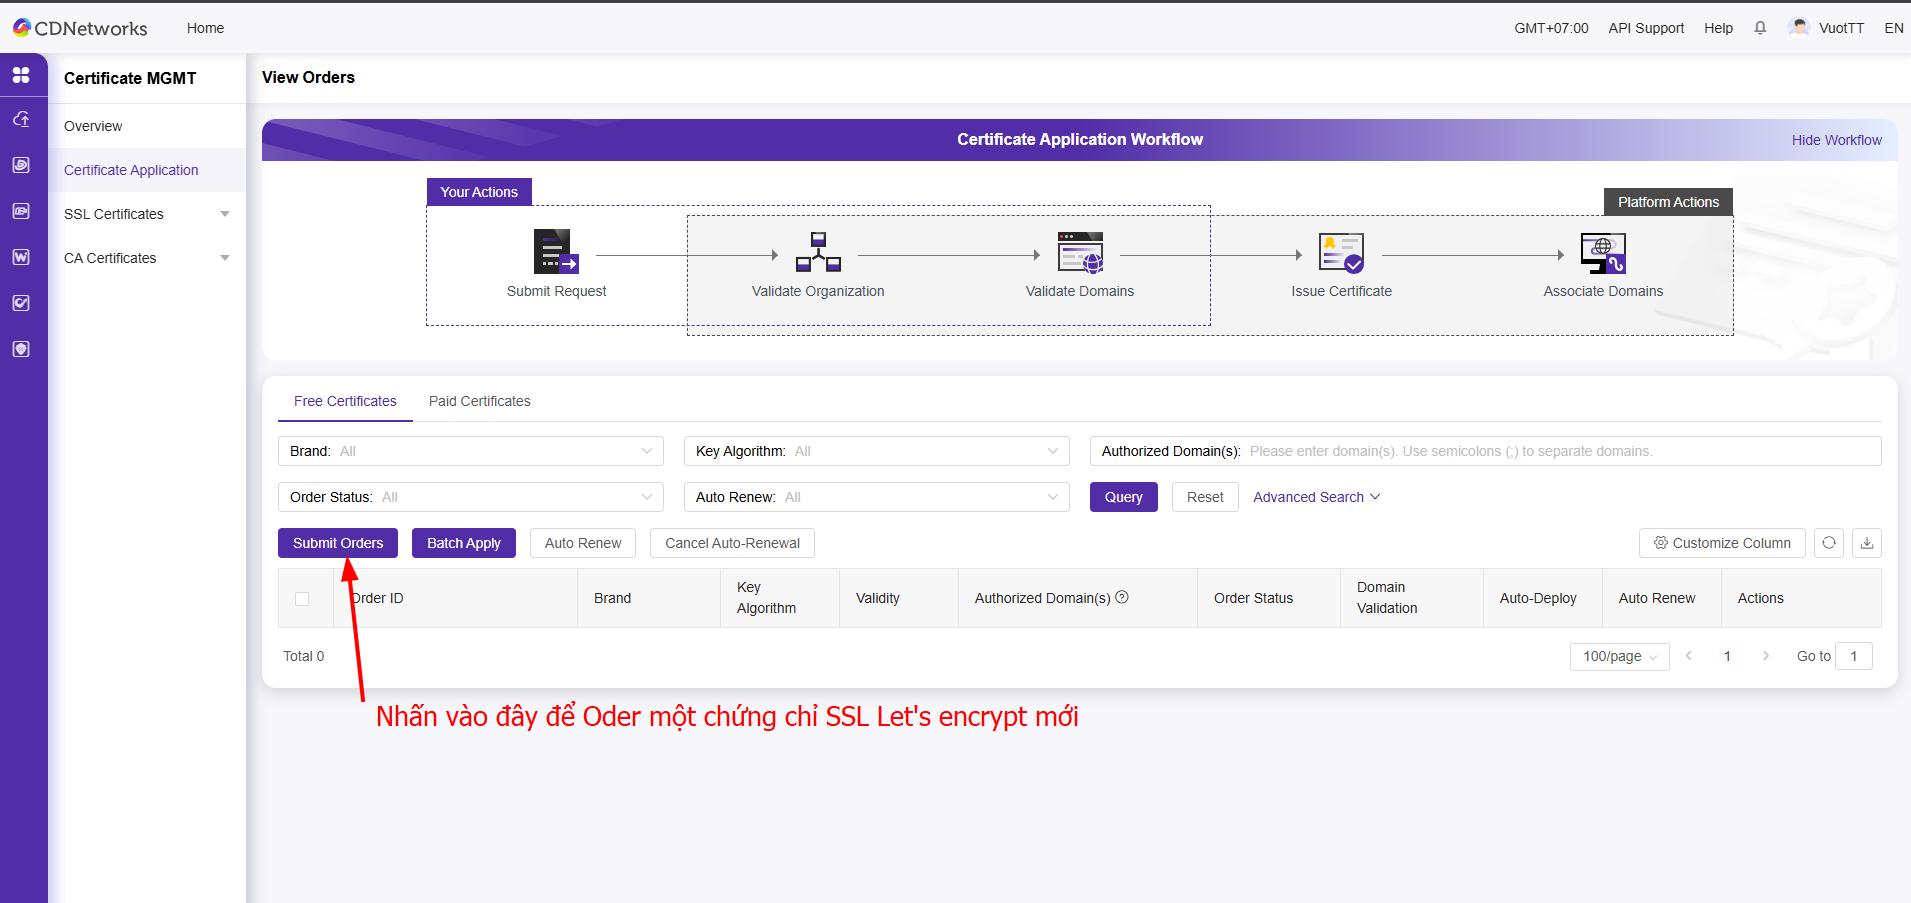 CDNetworks Home GMT+07:00 API Support Help VuotTT EN
Certificate MGMT
Overview
Certificate Application
SSL Certificates
CA Certificates
View Orders
Certificate Application Workflow Hide Workflow
Your Actions
Platform Actions
Submit Request Validate Organization Validate Domains Issue Certificate Associate Domains
Free Certificates Paid Certificates
Brand: All Key Algorithm: All Authorized Domain(s): Please enter domain(s). Use semicolons (;) to separate domains.
Order Status: All Auto Renew: All Query Reset Advanced Search
Submit Orders Batch Apply Auto Renew Cancel Auto-Renewal Customize Column
Order ID Brand Key Algorithm Validity Authorized Domain(s) Order Status Domain Validation Auto-Deploy Auto Renew Actions
Total 0 100/page 1 Go to 1
Nhấn vào đây để Oder một chứng chỉ SSL Let's encrypt mới